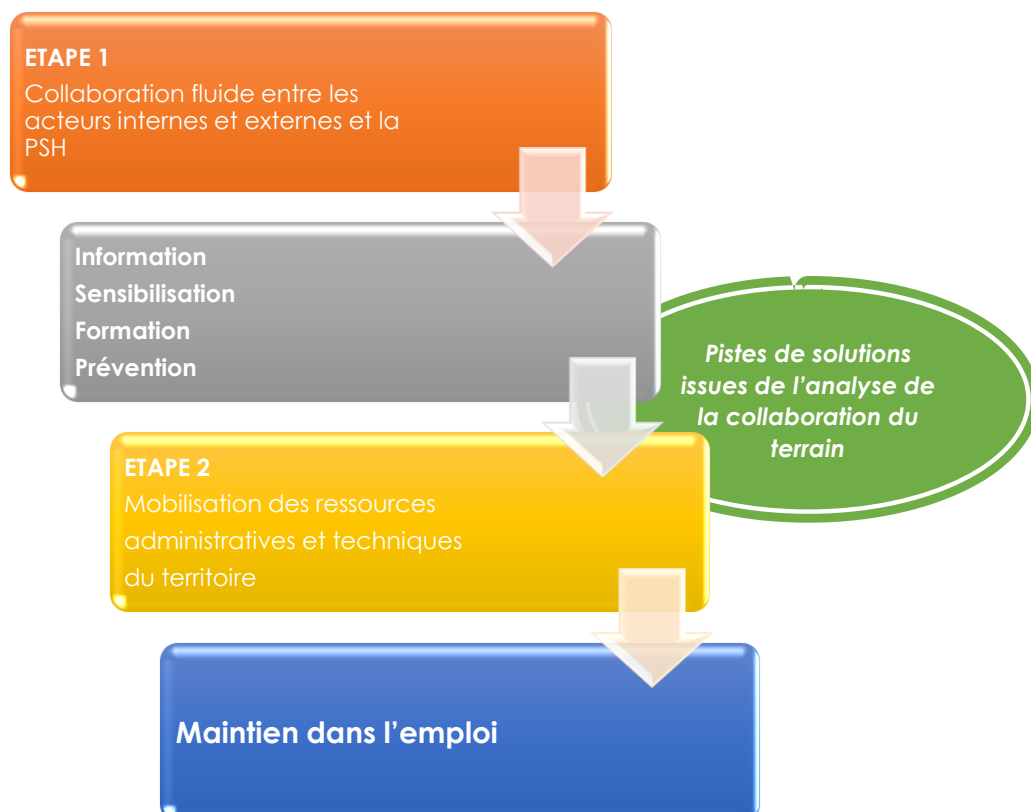 ETAPE 1
Collaboration fluide entre les
acteurs internes et externes et la
PSH
Information
Sensibilisation
Formation
Prévention
Pistes de solutions
issues de l'analyse de
la collaboration du
terrain
ETAPE 2
Mobilisation des ressources
administratives et techniques
du territoire
Maintien dans l'emploi